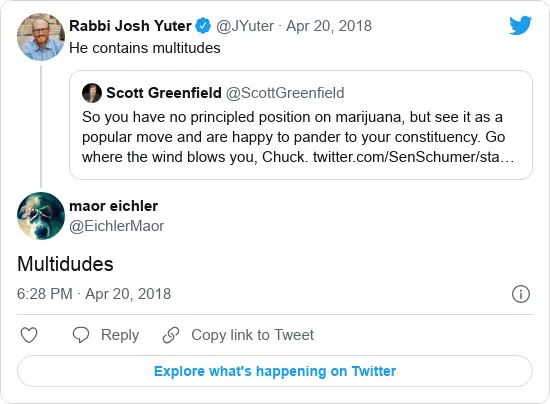 Rabbi Josh Yuter @JYuter · Apr 20, 2018
He contains multitudes
Scott Greenfield @ScottGreenfield
So you have no principled position on marijuana, but see it as a
popular move and are happy to pander to your constituency. Go
where the wind blows you, Chuck. twitter.com/SenSchumer/sta…
maor eichler
@EichlerMaor
Multidudes
6:28 PM · Apr 20, 2018
Reply
Copy link to Tweet
Explore what's happening on Twitter